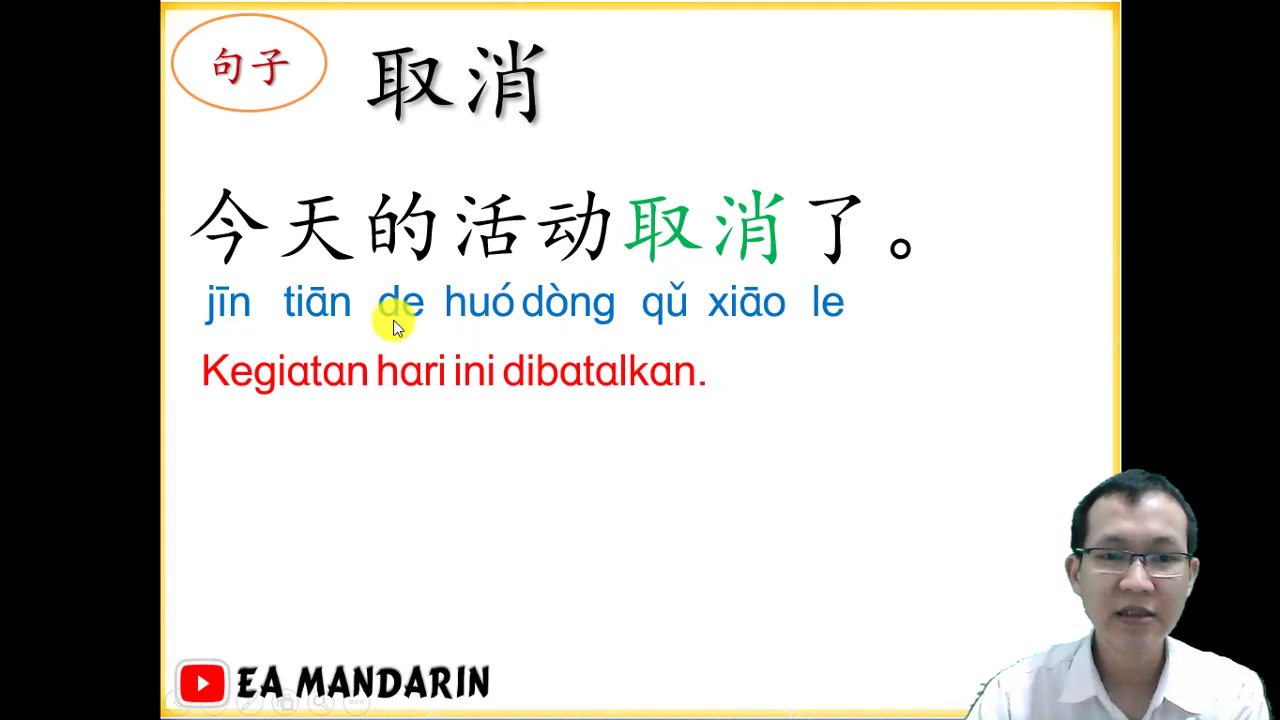 句子
取消
今天的活动取消了。
jīn tiān de huó dòng qǔ xiāo le
Kegiatan hari ini dibatalkan.
EA MANDARIN